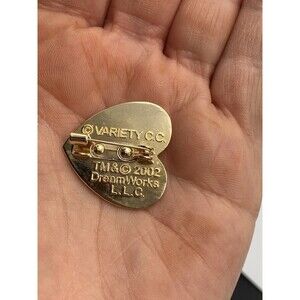 © VARIETY C.C.
TM & © 2002
DreamWorks
L.L.C.